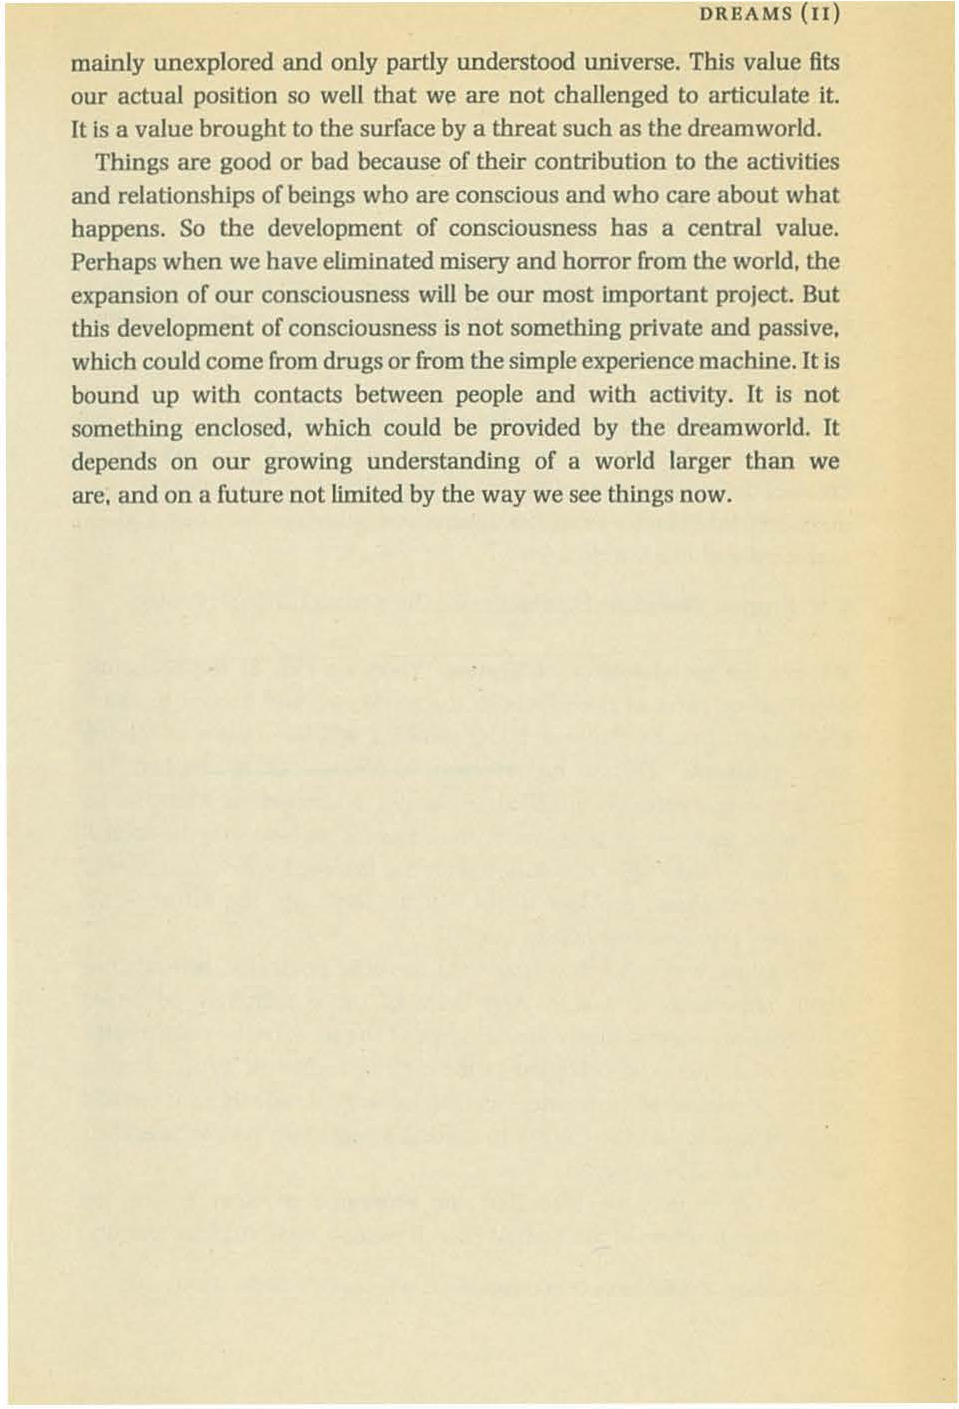 DREAMS (II)
mainly unexplored and only partly understood universe. This value fits
our actual position so well that we are not challenged to articulate it.
It is a value brought to the surface by a threat such as the dreamworld.
Things are good or bad because of their contribution to the activities
and relationships of beings who are conscious and who care about what
happens. So the development of consciousness has a central value.
Perhaps when we have eliminated misery and horror from the world, the
expansion of our consciousness will be our most important project. But
this development of consciousness is not something private and passive,
which could come from drugs or from the simple experience machine. It is
bound up with contacts between people and with activity. It is not
something enclosed, which could be provided by the dreamworld. It
depends on our growing understanding of a world larger than we
are, and on a future not limited by the way we see things now.